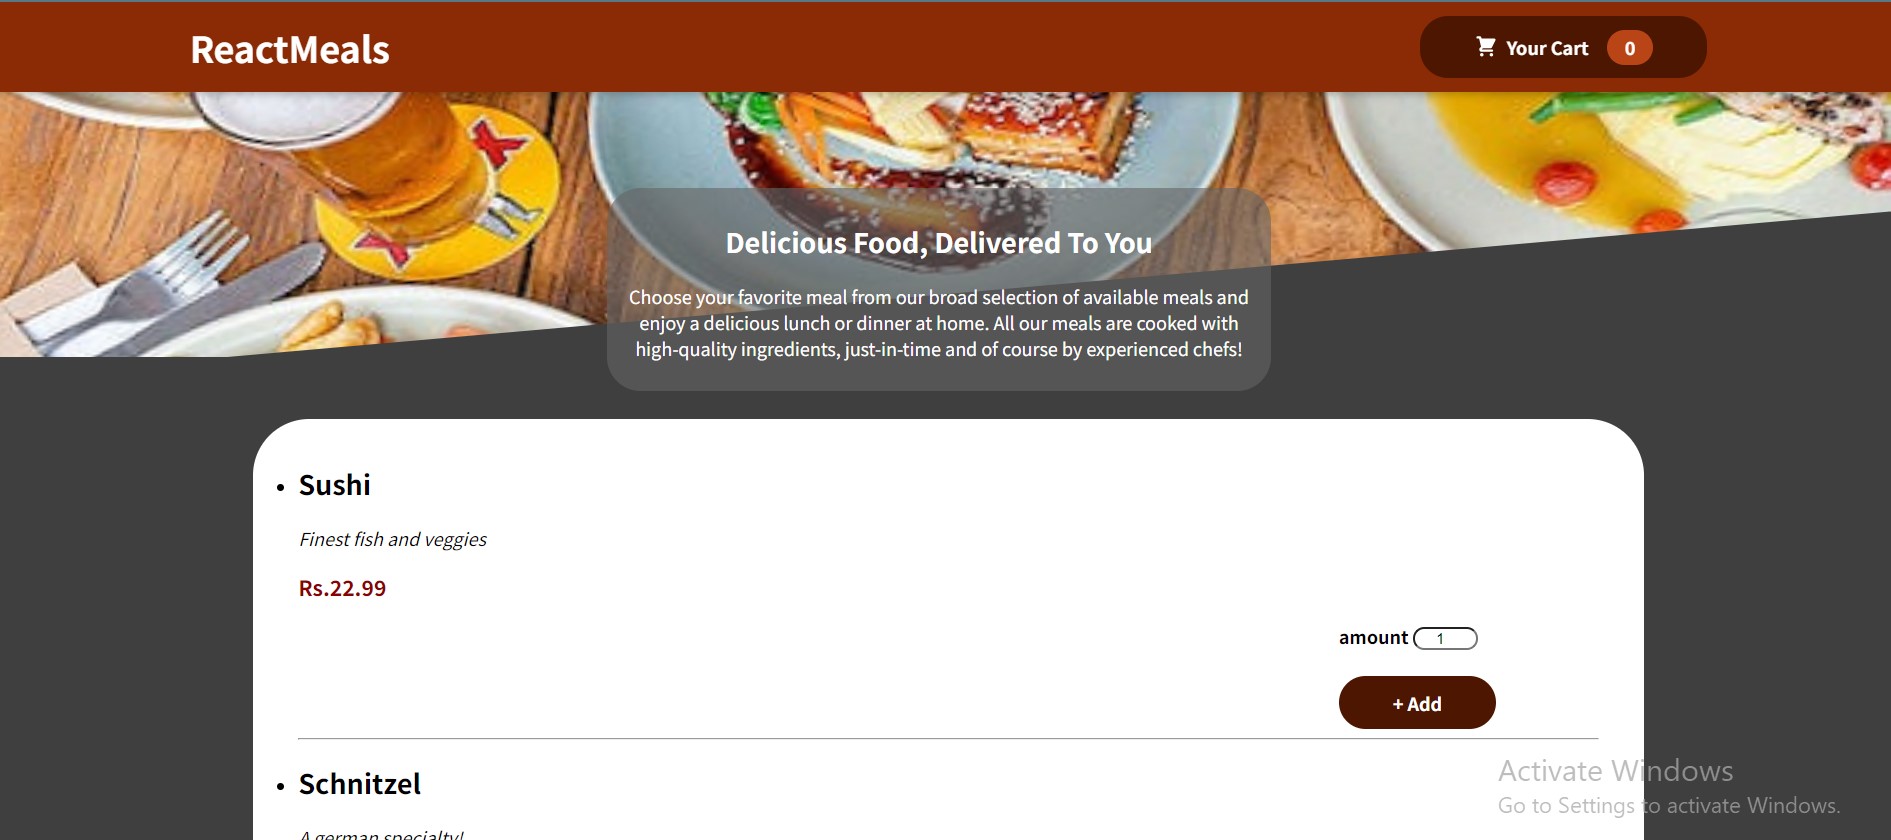 ReactMeals
Your Cart 0
Delicious Food, Delivered To You
Choose your favorite meal from our broad selection of available meals and
enjoy a delicious lunch or dinner at home. All our meals are cooked with
high-quality ingredients, just-in-time and of course by experienced chefs!
• Sushi
Finest fish and veggies
Rs.22.99
amount 1
+ Add
• Schnitzel
A german specialty!
Activate Windows
Go to Settings to activate Windows.